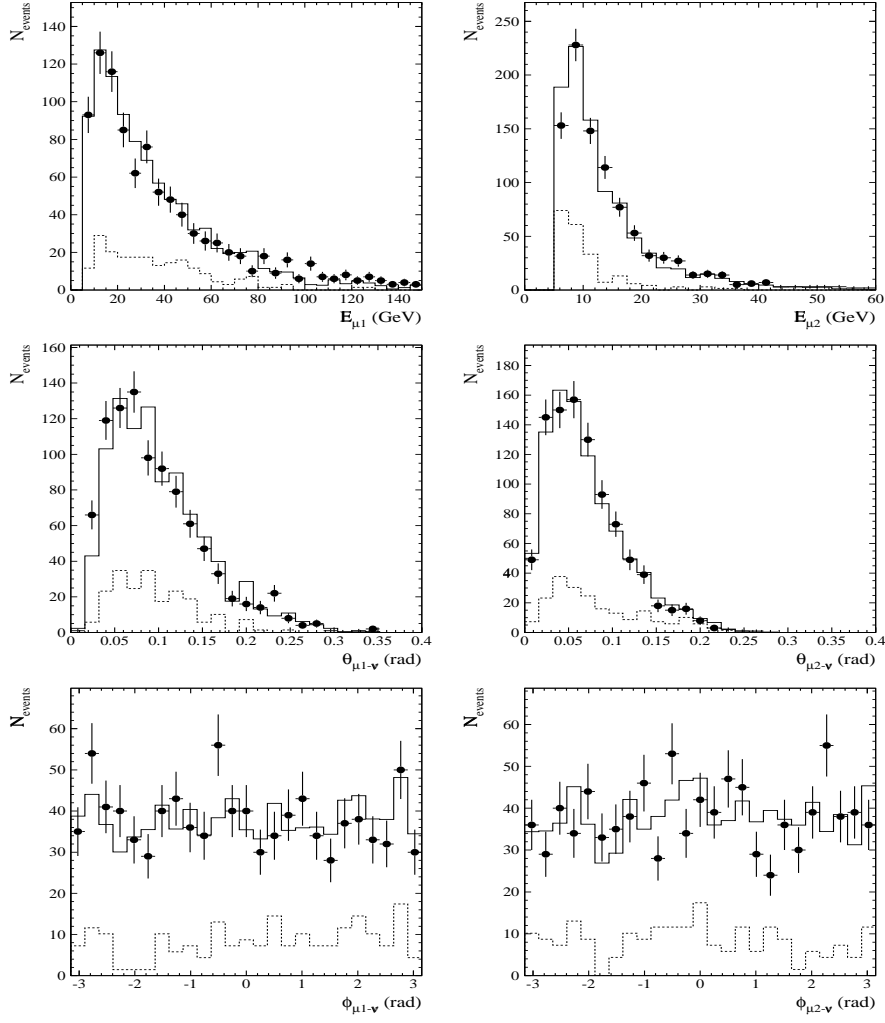 N_events
140
120
100
80
60
40
20
0
0 20 40 60 80 100 120 140
E_μ1 (GeV)
N_events
250
200
150
100
50
0
0 10 20 30 40 50 60
E_μ2 (GeV)
N_events
160
140
120
100
80
60
40
20
0
0 0.05 0.1 0.15 0.2 0.25 0.3 0.35 0.4
θ_μ1-ν (rad)
N_events
180
160
140
120
100
80
60
40
20
0
0 0.05 0.1 0.15 0.2 0.25 0.3 0.35 0.4
θ_μ2-ν (rad)
N_events
60
50
40
30
20
10
0
-3 -2 -1 0 1 2 3
ϕ_μ1-ν (rad)
N_events
60
50
40
30
20
10
0
-3 -2 -1 0 1 2 3
ϕ_μ2-ν (rad)